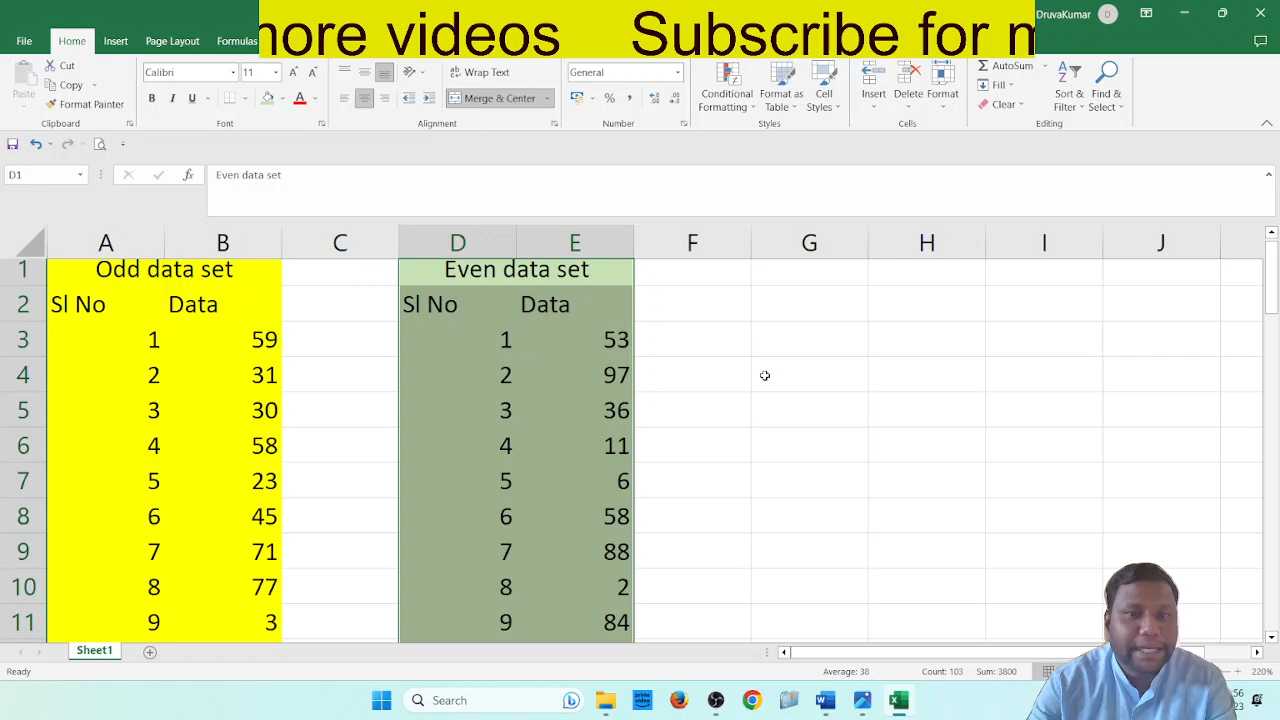 more videos Subscribe for m
DruvaKumar D
File Home Insert Page Layout Formulas
Cut
Copy
Format Painter
Paste
Clipboard
Calibri 11
B I U A
Font
Wrap Text
Merge & Center
Alignment
General
% ,
Number
Conditional Formatting
Format as Table
Cell Styles
Styles
Insert Delete Format
Cells
AutoSum
Fill
Clear
Sort & Filter
Find & Select
Editing
D1 fx Even data set
A B C D E F G H I J
1 Odd data set Even data set
2 Sl No Data Sl No Data
3 1 59 1 53
4 2 31 2 97
5 3 30 3 36
6 4 58 4 11
7 5 23 5 6
8 6 45 6 58
9 7 71 7 88
10 8 77 8 2
11 9 3 9 84
Sheet1
Ready Average: 38 Count: 103 Sum: 3800 220%
Search